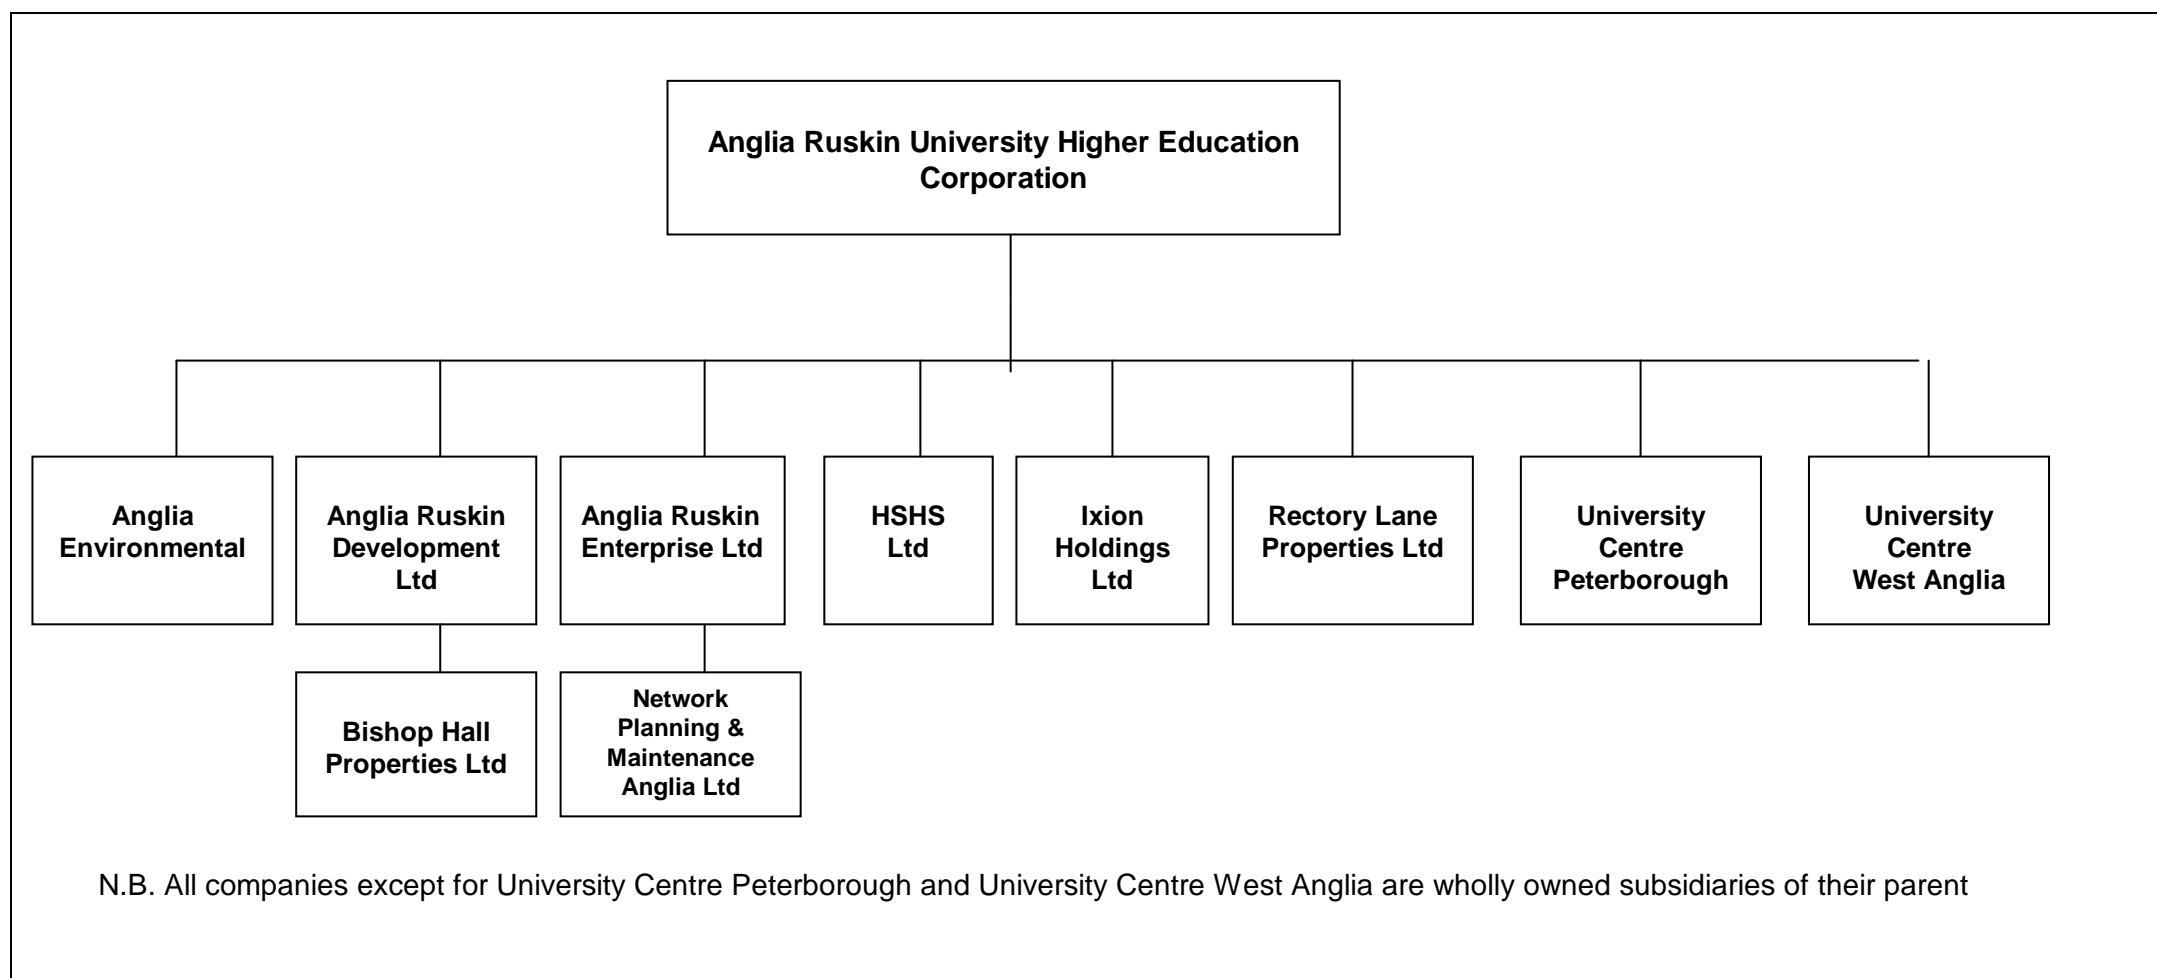 Anglia Ruskin University Higher Education
Corporation
Anglia
Environmental
Anglia Ruskin
Development
Ltd
Anglia Ruskin
Enterprise Ltd
HSHS
Ltd
Ixion
Holdings
Ltd
Rectory Lane
Properties Ltd
University
Centre
Peterborough
University
Centre
West Anglia
Bishop Hall
Properties Ltd
Network
Planning &
Maintenance
Anglia Ltd
N.B. All companies except for University Centre Peterborough and University Centre West Anglia are wholly owned subsidiaries of their parent